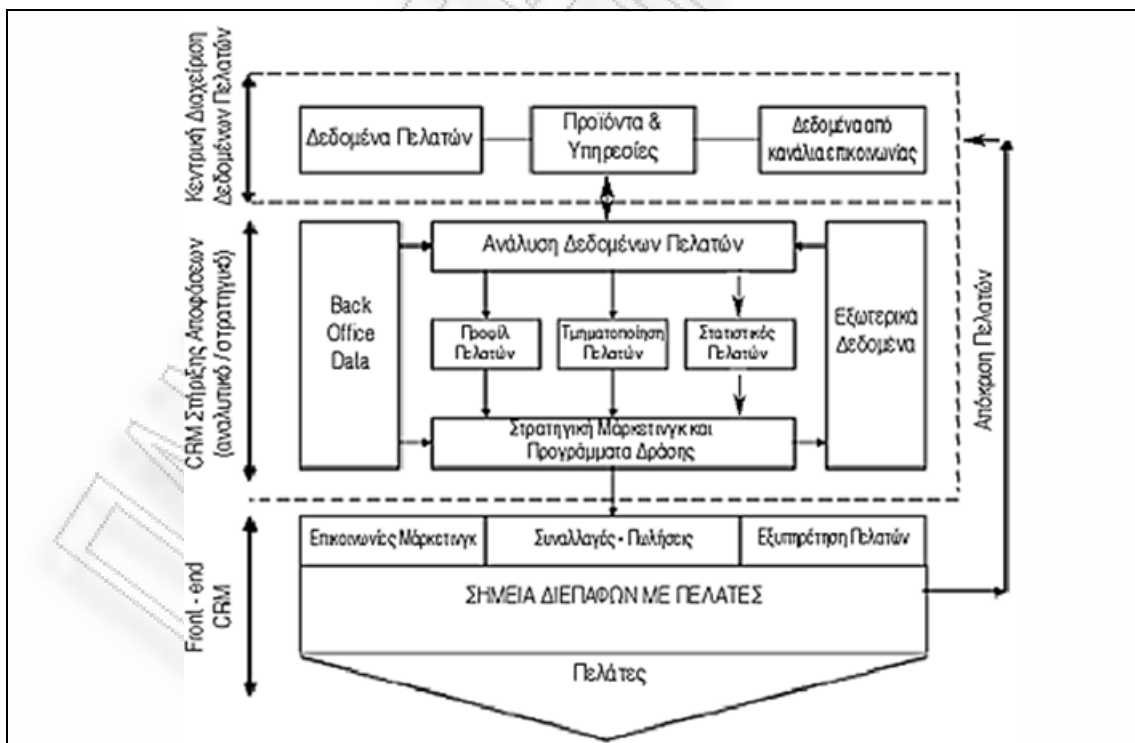 Κεντρική Διαχείριση
Δεδομένων Πελατών
Δεδομένα Πελατών
Προϊόντα &
Υπηρεσίες
Δεδομένα από
κανάλια επικοινωνίας
CRM Στήριξης Αποφάσεων
(αναλυτικό / στρατηγικό)
Back
Office
Data
Ανάλυση Δεδομένων Πελατών
Προφίλ
Πελατών
Τμηματοποίηση
Πελατών
Στατιστικός
Πελατών
Στρατηγική Μάρκετινγκ και
Προγράμματα Δράσης
Εξωτερικά
Δεδομένα
Απόκριση Πελατών
Front - end
CRM
Επικοινωνίες Μάρκετινγκ
Συναλλαγές - Πωλήσεις
Εξυπηρέτηση Πελατών
ΣΗΜΕΙΑ ΔΙΕΠΑΦΩΝ ΜΕ ΠΕΛΑΤΕΣ
Πελάτες